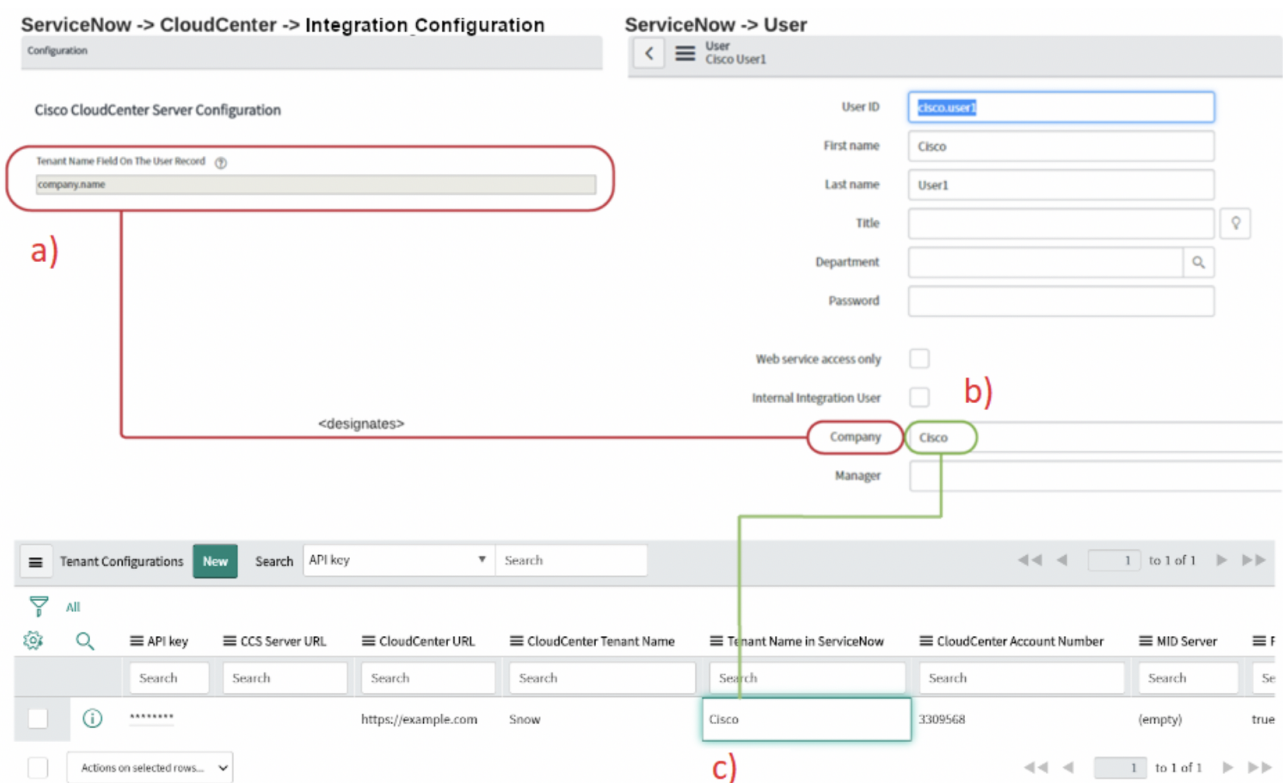 ServiceNow -> CloudCenter -> Integration_Configuration
Configuration
Cisco CloudCenter Server Configuration
Tenant Name Field On The User Record ?
company.name
a)
<designates>
ServiceNow -> User
User
Cisco User1
User ID cisco.user1
First name Cisco
Last name User1
Title
Department
Password
Web service access only
Internal Integration User
b)
Company Cisco
Manager
Tenant Configurations New Search API key Search 1 to 1 of 1
All
API key CCS Server URL CloudCenter URL CloudCenter Tenant Name Tenant Name in ServiceNow CloudCenter Account Number MID Server F
Search Search Search Search Search Search Search Se
******** https://example.com Snow Cisco 3309568 (empty) true
Actions on selected rows... 1 to 1 of 1
c)